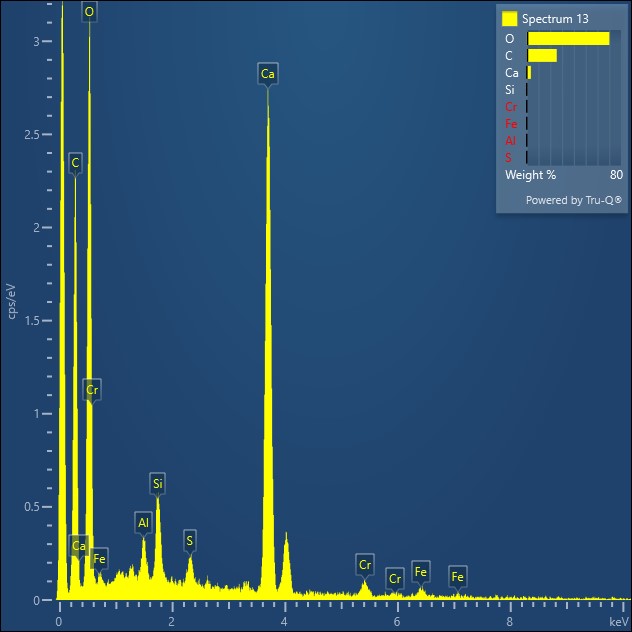 O
3
Ca
2.5
C
2
cps/eV
1.5
Cr
1
Si
0.5
Al
S
Ca
Fe
Cr
Cr
Fe
Fe
0
0
2
4
6
8
keV
Spectrum 13
O
C
Ca
Si
Cr
Fe
Al
S
Weight %
80
Powered by Tru-Q®